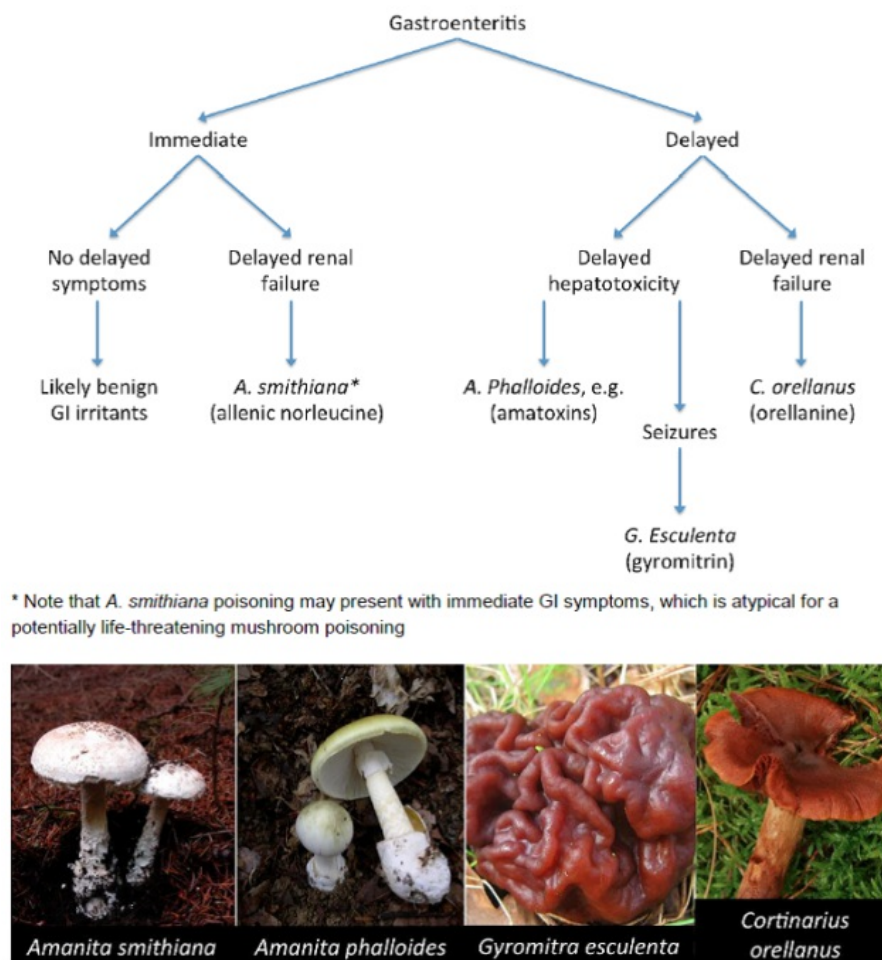 Gastroenteritis
Immediate
Delayed
No delayed
symptoms
Delayed renal
failure
Delayed
hepatotoxicity
Delayed renal
failure
Likely benign
GI irritants
A. smithiana*
(allenic norleucine)
A. Phalloides, e.g.
(amatoxins)
C. orellanus
(orellanine)
Seizures
G. Esculenta
(gyromitrin)
* Note that A. smithiana poisoning may present with immediate GI symptoms, which is atypical for a
potentially life-threatening mushroom poisoning
Amanita smithiana
Amanita phalloides
Gyromitra esculenta
Cortinarius
orellanus